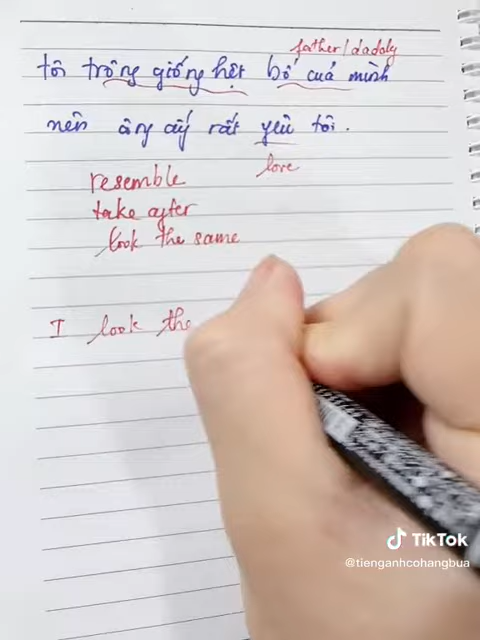 father/daddy
tôi trông giống hệt bố cuả mình
nên ông ấy rất yêu tôi.
love
resemble
take after
look the same
I look the
TikTok
@tienganhcohangbua